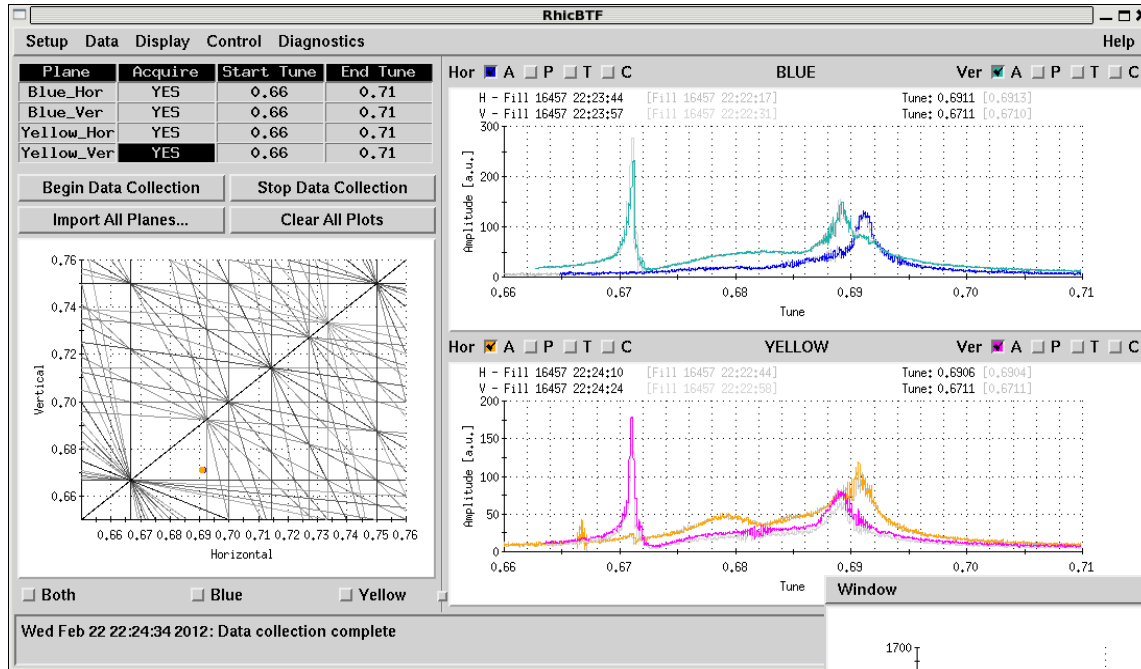 RhicBTF
Setup Data Display Control Diagnostics Help
Plane Acquire Start Tune End Tune
Blue_Hor YES 0.66 0.71
Blue_Ver YES 0.66 0.71
Yellow_Hor YES 0.66 0.71
Yellow_Ver YES 0.66 0.71
Begin Data Collection Stop Data Collection
Import All Planes... Clear All Plots
0.76
0.74
0.72
0.70
0.68
0.66
Vertical
0.66 0.67 0.68 0.69 0.70 0.71 0.72 0.73 0.74 0.75 0.76
Horizontal
Both Blue Yellow
Wed Feb 22 22:24:34 2012: Data collection complete
Hor A P T C BLUE Ver A P T C
H - Fill 16457 22:23:44 [Fill 16457 22:22:17] Tune: 0.6911 [0.6913]
V - Fill 16457 22:23:57 [Fill 16457 22:22:31] Tune: 0.6711 [0.6710]
300
200
100
0
Amplitude [a.u.]
0.66 0.67 0.68 0.69 0.70 0.71
Tune
Hor A P T C YELLOW Ver A P T C
H - Fill 16457 22:24:10 [Fill 16457 22:22:44] Tune: 0.6906 [0.6904]
V - Fill 16457 22:24:24 [Fill 16457 22:22:58] Tune: 0.6711 [0.6711]
200
150
100
50
0
Amplitude [a.u.]
0.66 0.67 0.68 0.69 0.70 0.71
Tune
Window
1700